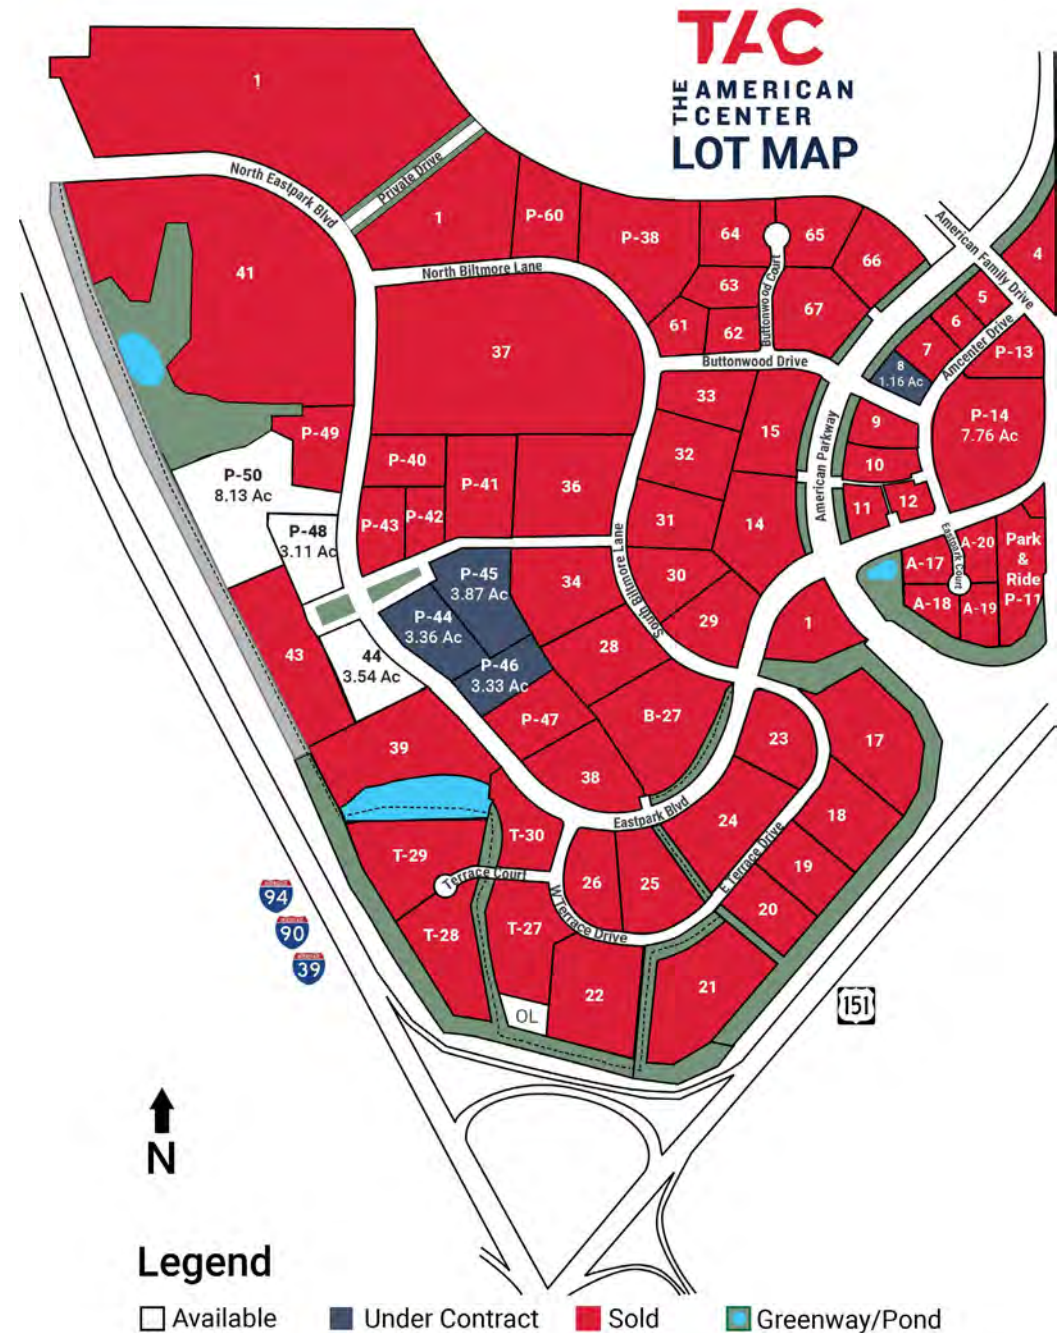 TAC
THE AMERICAN
CENTER
LOT MAP
1
North Eastpark Blvd
Private Drive
1
P-60
P-38
64
65
66
American Family Drive
4
41
North Biltmore Lane
63
Buttonwood Court
67
5
6
7
Amcenter Drive
P-13
61
62
37
Buttonwood Drive
8
1.16 Ac
33
15
9
P-14
7.76 Ac
P-49
P-40
P-41
36
32
American Parkway
10
P-50
8.13 Ac
P-43
P-42
31
14
11
12
P-48
3.11 Ac
South Biltmore Lane
Eastpark Court
A-20
A-17
Park
&
Ride
P-11
A-18
A-19
P-45
3.87 Ac
34
30
29
1
P-44
3.36 Ac
43
44
3.54 Ac
P-46
3.33 Ac
28
B-27
P-47
23
17
39
38
Eastpark Blvd
24
18
T-30
T-29
Terrace Court
26
25
E Terrace Drive
19
20
W Terrace Drive
T-28
T-27
22
21
OL
94
90
39
151
N
Legend
Available
Under Contract
Sold
Greenway/Pond